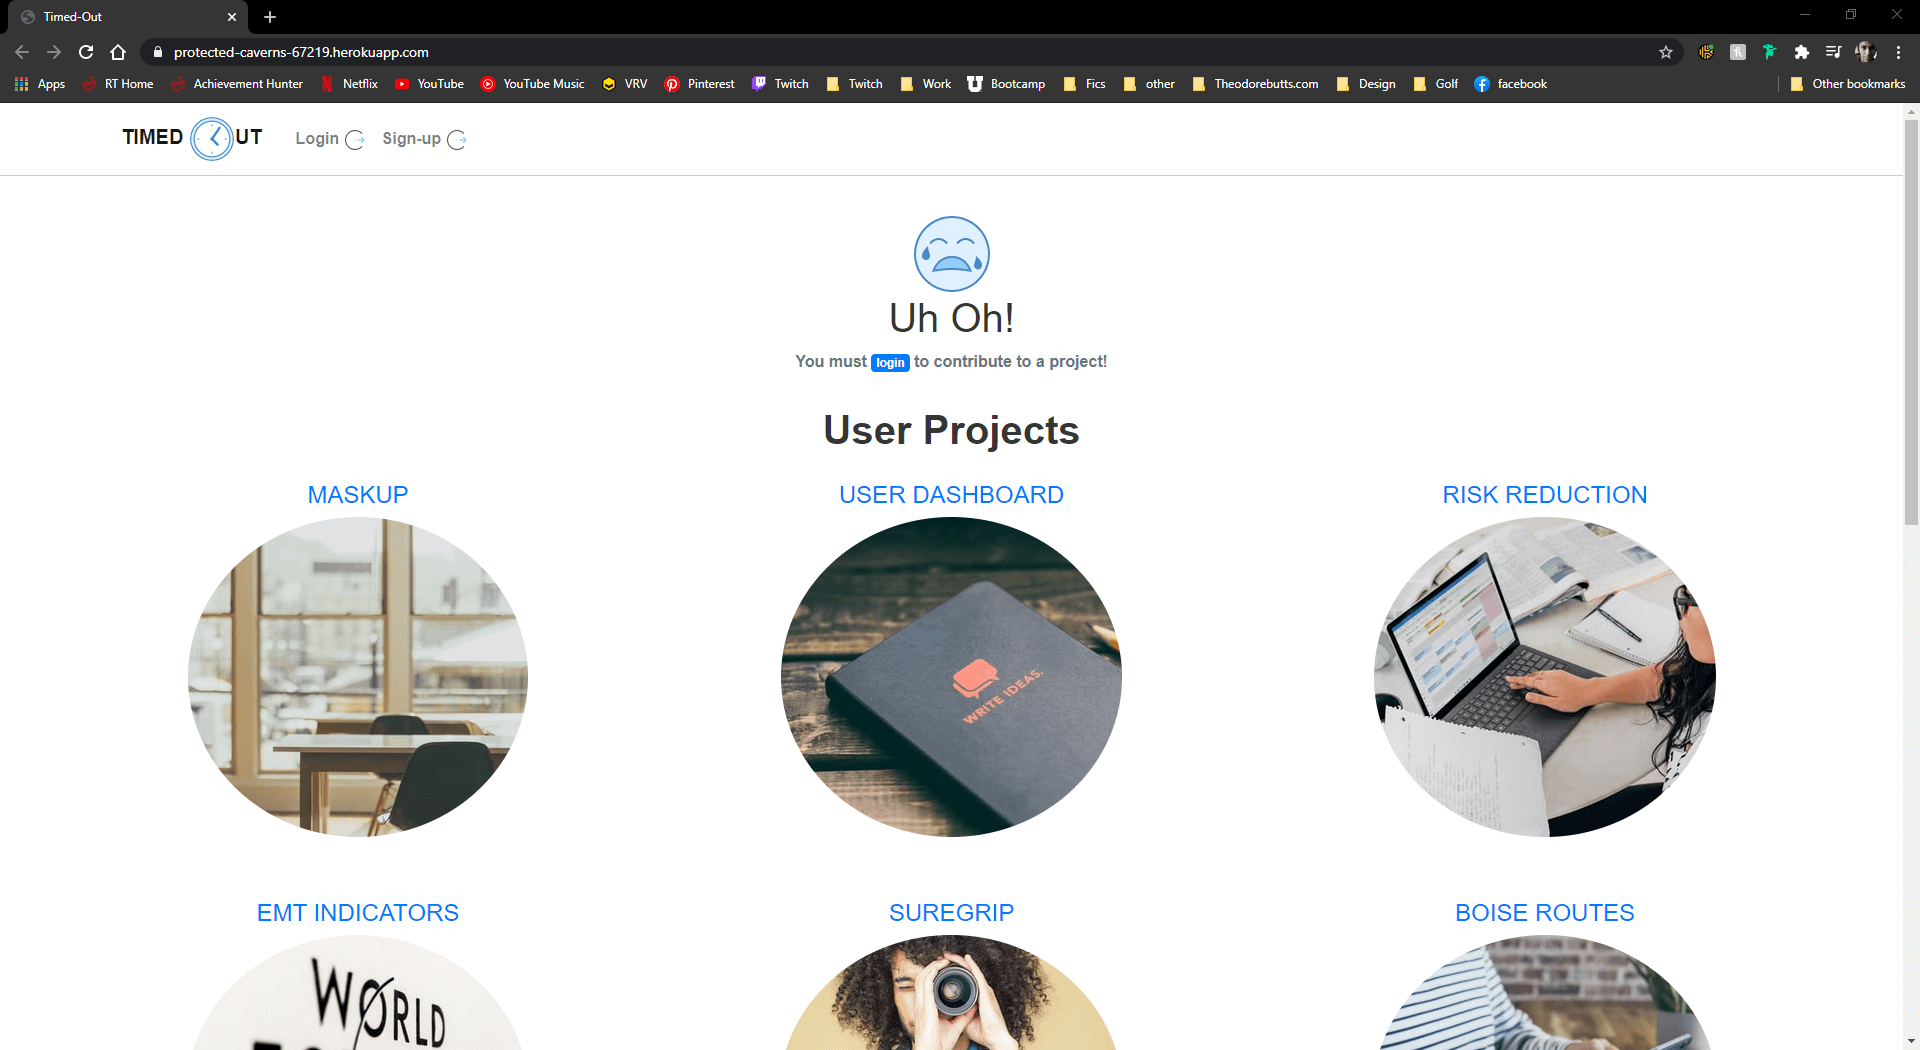 Timed-Out
protected-caverns-67219.herokuapp.com
Apps RT Home Achievement Hunter Netflix YouTube YouTube Music VRV Pinterest Twitch Twitch Work Bootcamp Fics other Theodorebutts.com Design Golf facebook Other bookmarks
TIMED UT Login Sign-up
Uh Oh!
You must login to contribute to a project!
User Projects
MASKUP USER DASHBOARD RISK REDUCTION
WRITE IDEAS.
EMT INDICATORS SUREGRIP BOISE ROUTES
WORLD